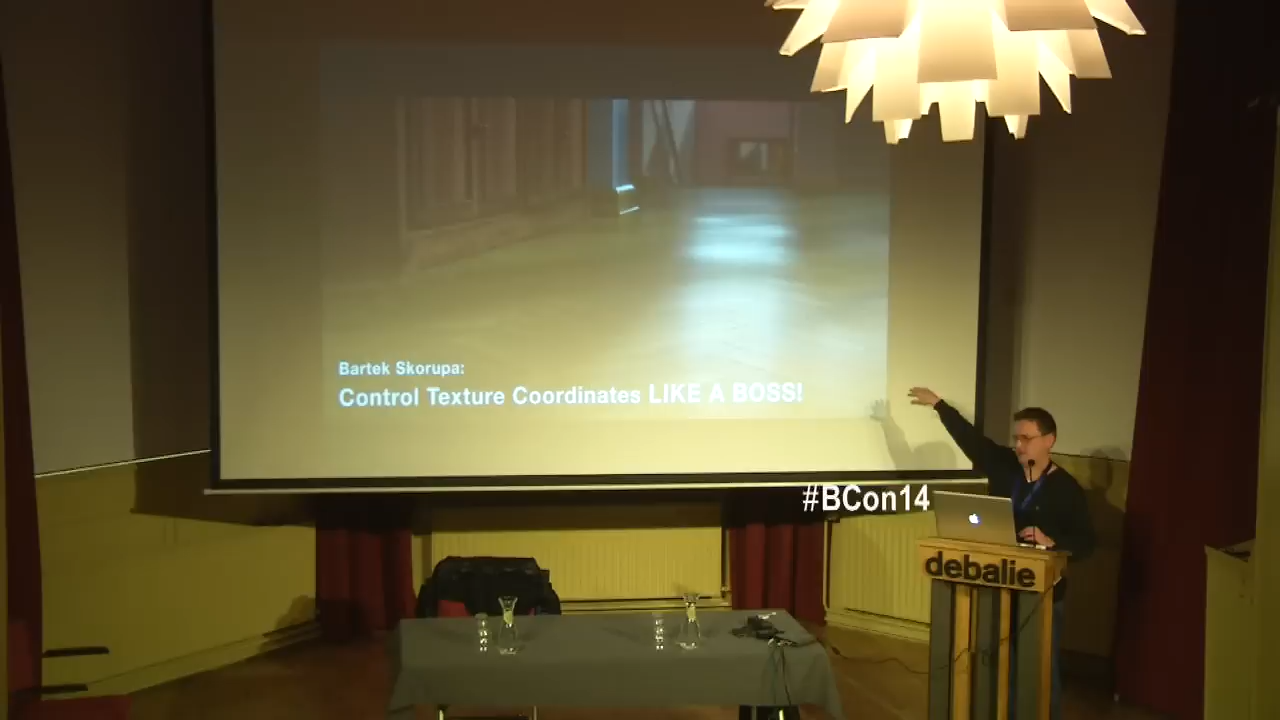 Bartek Skorupa:
Control Texture Coordinates LIKE A BOSS!
#BCon14
debalie